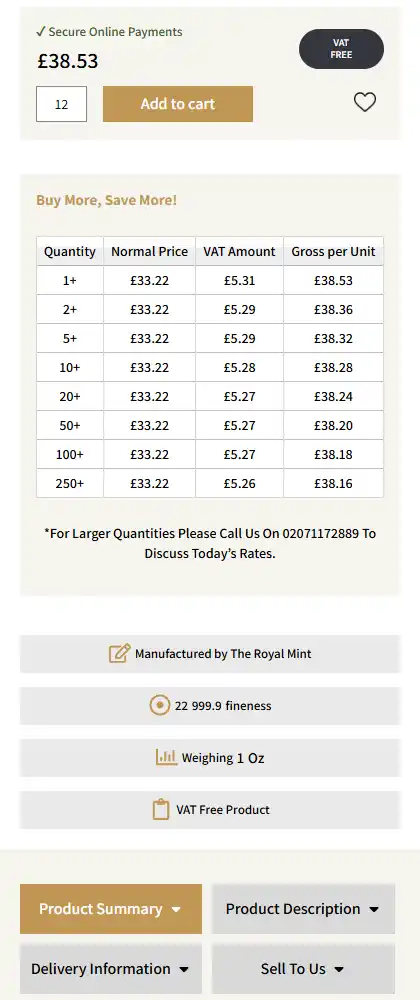 ✓ Secure Online Payments
£38.53
VAT
FREE
12
Add to cart
Buy More, Save More!
Quantity Normal Price VAT Amount Gross per Unit
1+ £33.22 £5.31 £38.53
2+ £33.22 £5.29 £38.36
5+ £33.22 £5.29 £38.32
10+ £33.22 £5.28 £38.28
20+ £33.22 £5.27 £38.24
50+ £33.22 £5.27 £38.20
100+ £33.22 £5.27 £38.18
250+ £33.22 £5.26 £38.16
*For Larger Quantities Please Call Us On 02071172889 To
Discuss Today’s Rates.
Manufactured by The Royal Mint
22 999.9 fineness
Weighing 1 Oz
VAT Free Product
Product Summary
Product Description
Delivery Information
Sell To Us